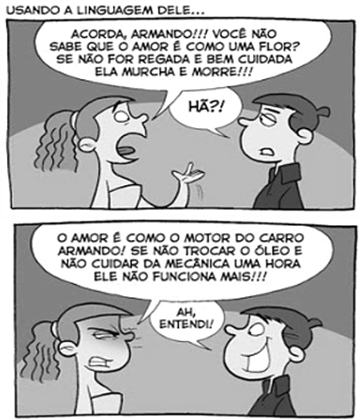 USANDO A LINGUAGEM DELE...
ACORDA, ARMANDO!!! VOCÊ NÃO
SABE QUE O AMOR É COMO UMA FLOR?
SE NÃO FOR REGADA E BEM CUIDADA
ELA MURCHA E MORRE!!!
HÃ?!
O AMOR É COMO O MOTOR DO CARRO
ARMANDO! SE NÃO TROCAR O ÓLEO E
NÃO CUIDAR DA MECÂNICA UMA HORA
ELE NÃO FUNCIONA MAIS!!!
AH,
ENTENDI!